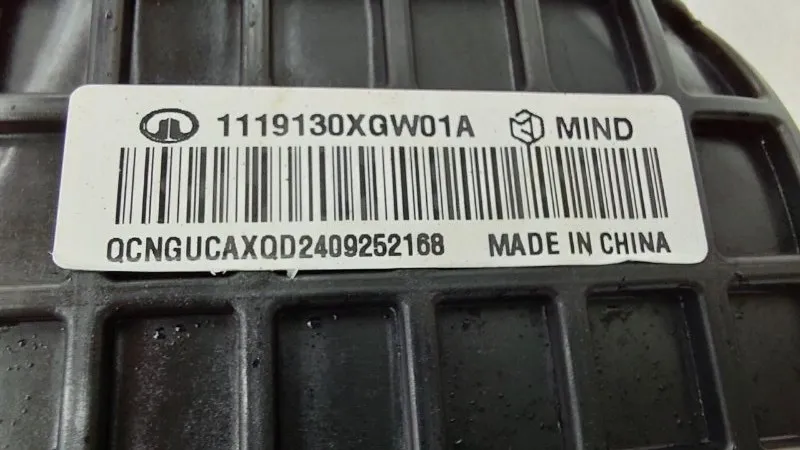 1119130XGW01A MIND
QCNGUCAXQD2409252168 MADE IN CHINA